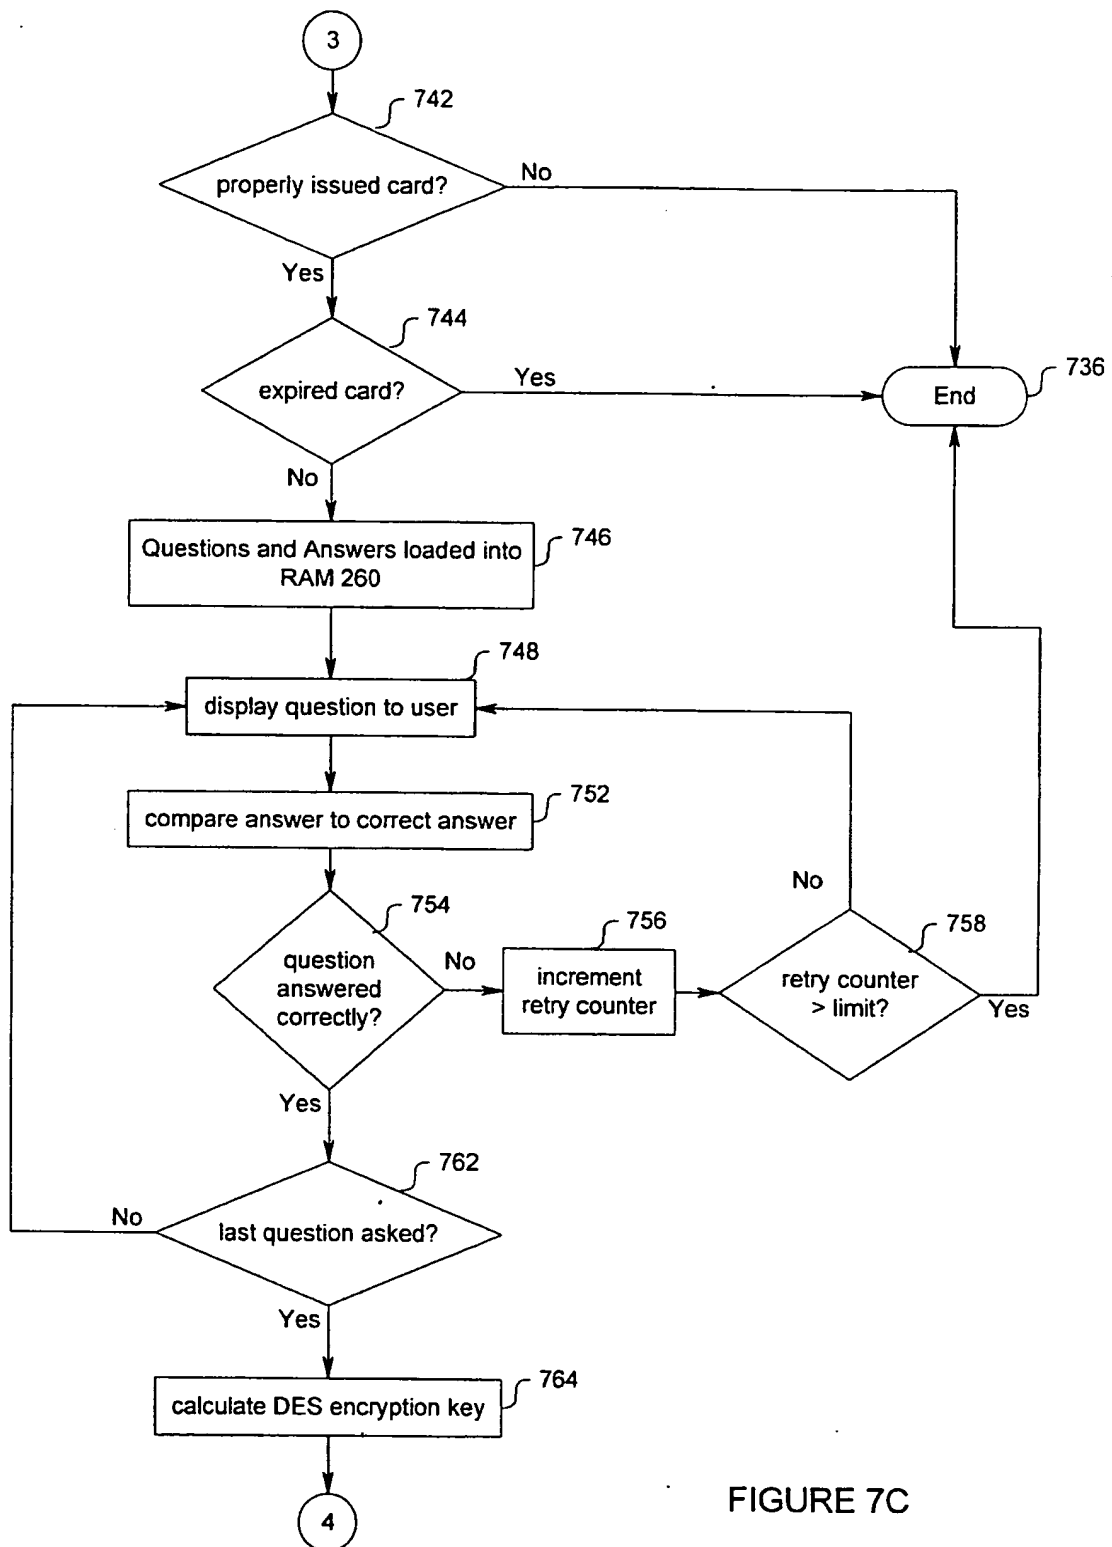 3
742
properly issued card?
No
Yes
744
expired card?
Yes
End
736
No
Questions and Answers loaded into
RAM 260
746
748
display question to user
752
compare answer to correct answer
No
754
756
758
question
answered
correctly?
No
increment
retry counter
retry counter
> limit?
Yes
Yes
762
No
last question asked?
Yes
764
calculate DES encryption key
4
FIGURE 7C